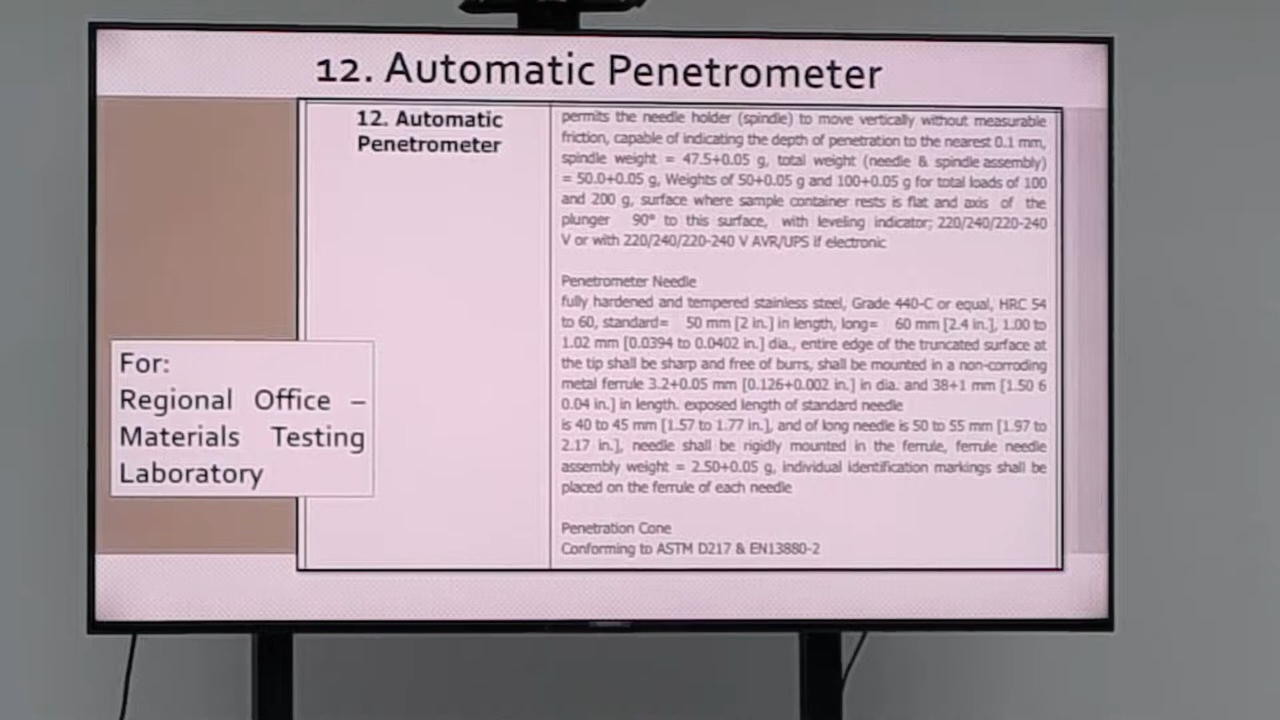 12. Automatic Penetrometer
12. Automatic
Penetrometer
permits the needle holder (spindle) to move vertically without measurable
friction, capable of indicating the depth of penetration to the nearest 0.1 mm,
spindle weight = 47.5+0.05 g, total weight (needle & spindle assembly)
= 50.0+0.05 g, Weights of 50+0.05 g and 100+0.05 g for total loads of 100
and 200 g, surface where sample container rests is flat and axis of the
plunger 90° to this surface, with leveling indicator; 220/240/220-240
V or with 220/240/220-240 V AVR/UPS if electronic
Penetrometer Needle
fully hardened and tempered stainless steel, Grade 440-C or equal, HRC 54
to 60, standard= 50 mm [2 in.] in length, long= 60 mm [2.4 in.], 1.00 to
1.02 mm [0.0394 to 0.0402 in.] dia., entire edge of the truncated surface at
the tip shall be sharp and free of burrs, shall be mounted in a non-corroding
metal ferrule 3.2+0.05 mm [0.126+0.002 in.] in dia. and 38+1 mm [1.50 6
0.04 in.] in length. exposed length of standard needle
is 40 to 45 mm [1.57 to 1.77 in.], and of long needle is 50 to 55 mm [1.97 to
2.17 in.], needle shall be rigidly mounted in the ferrule, ferrule needle
assembly weight = 2.50+0.05 g, individual identification markings shall be
placed on the ferrule of each needle
Penetration Cone
Conforming to ASTM D217 & EN13880-2
For:
Regional Office –
Materials Testing
Laboratory